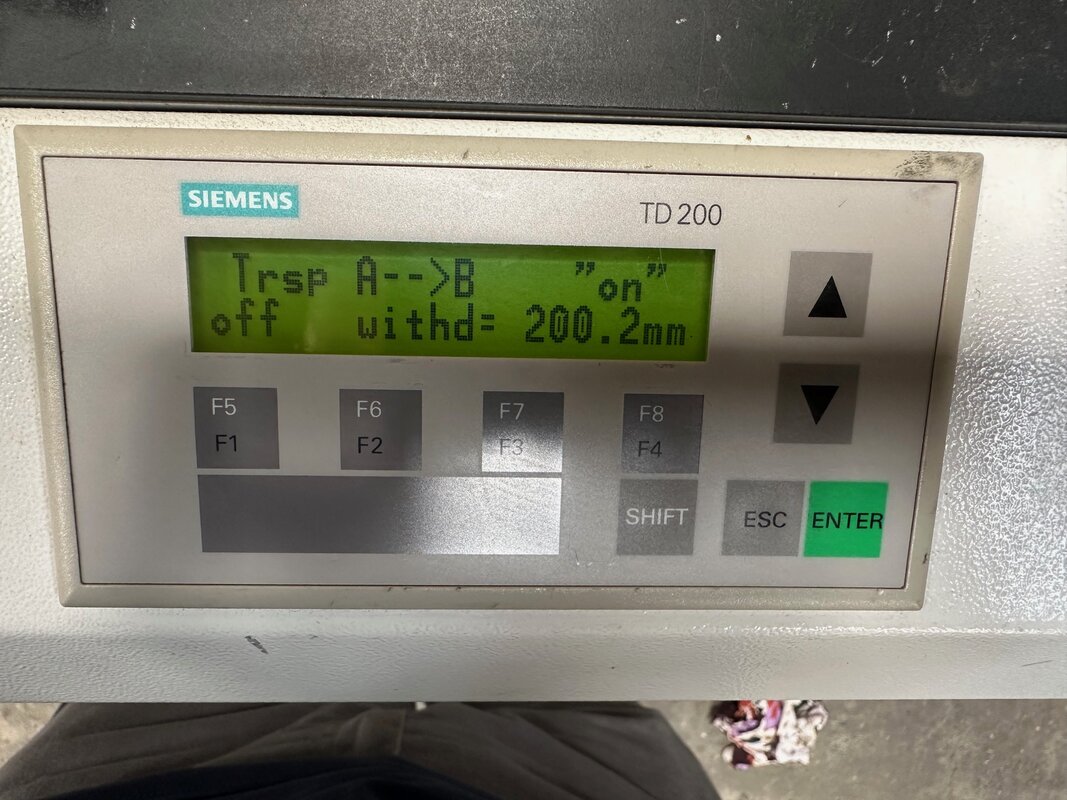 SIEMENS
TD 200
Trsp A-->B "on"
off withd= 200.2mm
F5 F6 F7 F8
F1 F2 F3 F4
SHIFT ESC ENTER